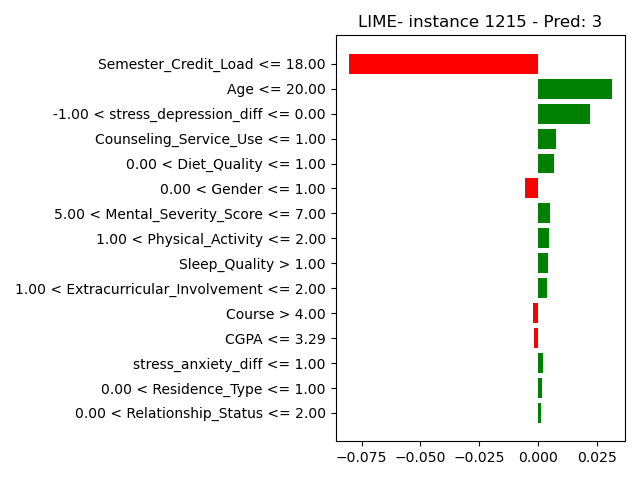 LIME- instance 1215 - Pred: 3
Semester_Credit_Load <= 18.00
Age <= 20.00
-1.00 < stress_depression_diff <= 0.00
Counseling_Service_Use <= 1.00
0.00 < Diet_Quality <= 1.00
0.00 < Gender <= 1.00
5.00 < Mental_Severity_Score <= 7.00
1.00 < Physical_Activity <= 2.00
Sleep_Quality > 1.00
1.00 < Extracurricular_Involvement <= 2.00
Course > 4.00
CGPA <= 3.29
stress_anxiety_diff <= 1.00
0.00 < Residence_Type <= 1.00
0.00 < Relationship_Status <= 2.00
−0.075 −0.050 −0.025 0.000 0.025